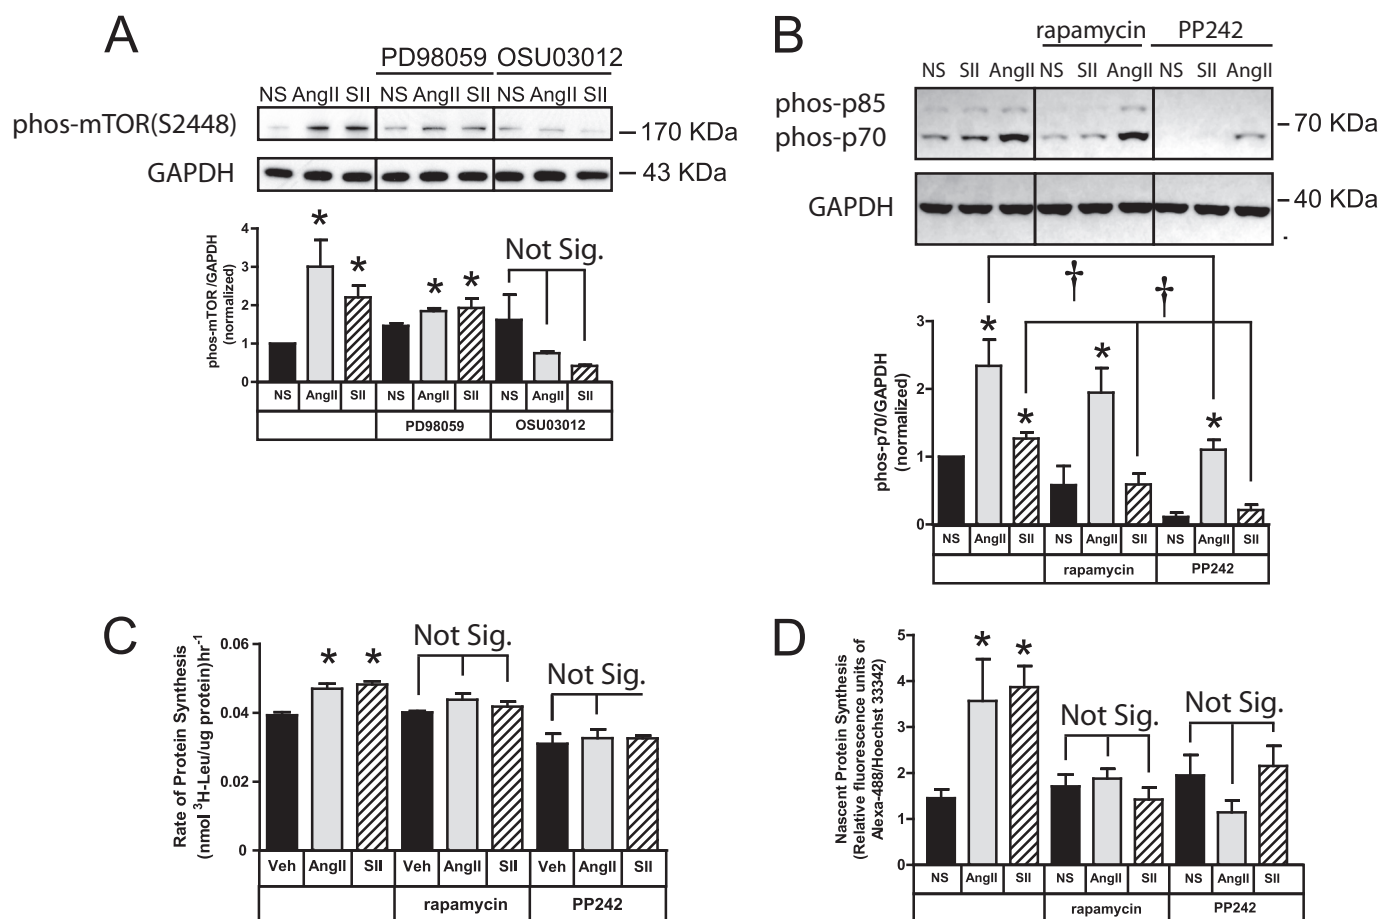 A
PD98059 OSU03012
NS AngII SII NS AngII SII NS AngII SII
phos-mTOR(S2448)
170 KDa
GAPDH
43 KDa
phos-mTOR/GAPDH
(normalized)
4
3
2
1
0
* * * *
Not Sig.
NS AngII SII NS AngII SII NS AngII SII
PD98059 OSU03012
B
rapamycin PP242
NS SII AngII NS SII AngII NS SII AngII
phos-p85
phos-p70
70 KDa
GAPDH
40 KDa
† †
phos-p70/GAPDH
(normalized)
3
2
1
0
* * * *
NS AngII SII NS AngII SII NS AngII SII
rapamycin PP242
C
Rate of Protein Synthesis
(nmol ³H-Leu/ug protein)hr⁻¹
0.06
0.04
0.02
0
* *
Not Sig.
Not Sig.
Veh AngII SII Veh AngII SII Veh AngII SII
rapamycin PP242
D
Nascent Protein Synthesis
(Relative fluorescence units of
Alexa-488/Hoechst 33342)
5
4
3
2
1
0
* *
Not Sig.
Not Sig.
NS AngII SII NS AngII SII NS AngII SII
rapamycin PP242